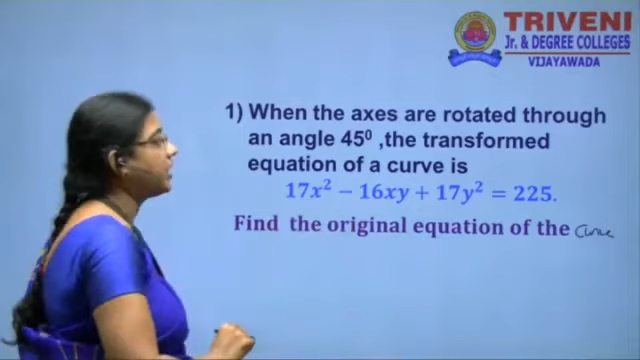 TRIVENI
Jr. & DEGREE COLLEGES
VIJAYAWADA
1) When the axes are rotated through
an angle 45⁰ ,the transformed
equation of a curve is
17x² − 16xy + 17y² = 225.
Find the original equation of the curve